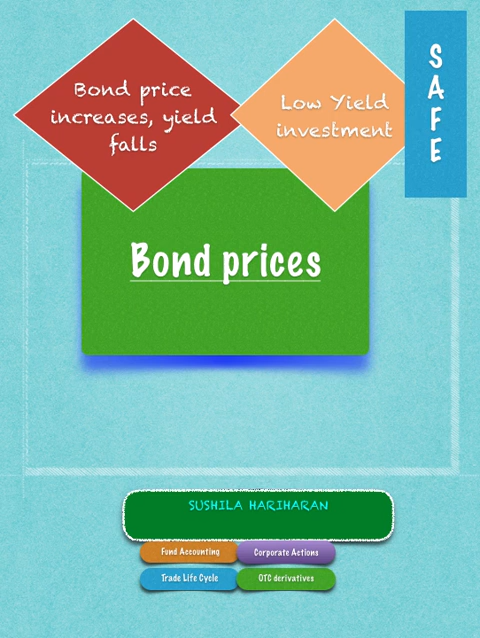 Bond price
increases, yield
falls
Low Yield
investment
SAFE
Bond prices
SUSHILA HARIHARAN
Fund Accounting
Corporate Actions
Trade Life Cycle
OTC derivatives